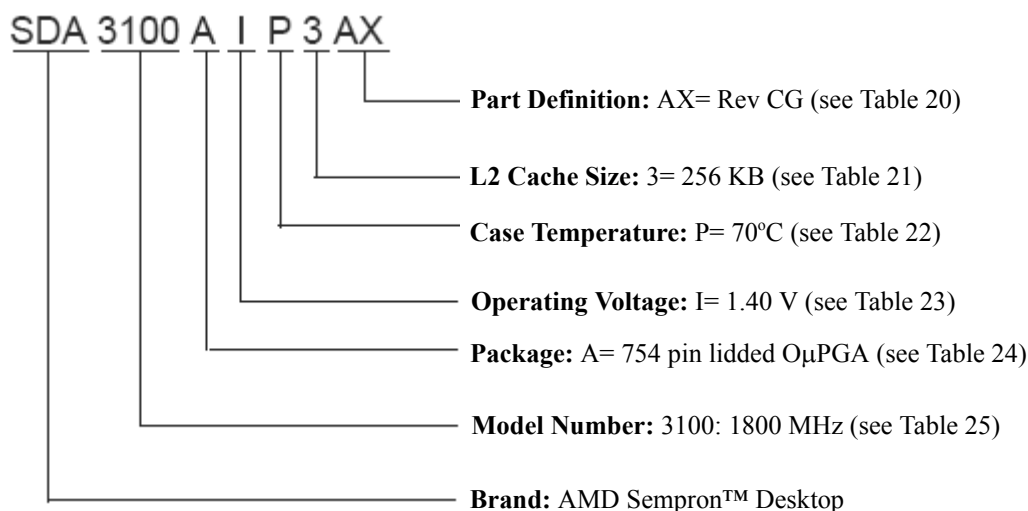 SDA 3100 A I P 3 AX
Part Definition: AX= Rev CG (see Table 20)
L2 Cache Size: 3= 256 KB (see Table 21)
Case Temperature: P= 70ºC (see Table 22)
Operating Voltage: I= 1.40 V (see Table 23)
Package: A= 754 pin lidded OμPGA (see Table 24)
Model Number: 3100: 1800 MHz (see Table 25)
Brand: AMD Sempron™ Desktop